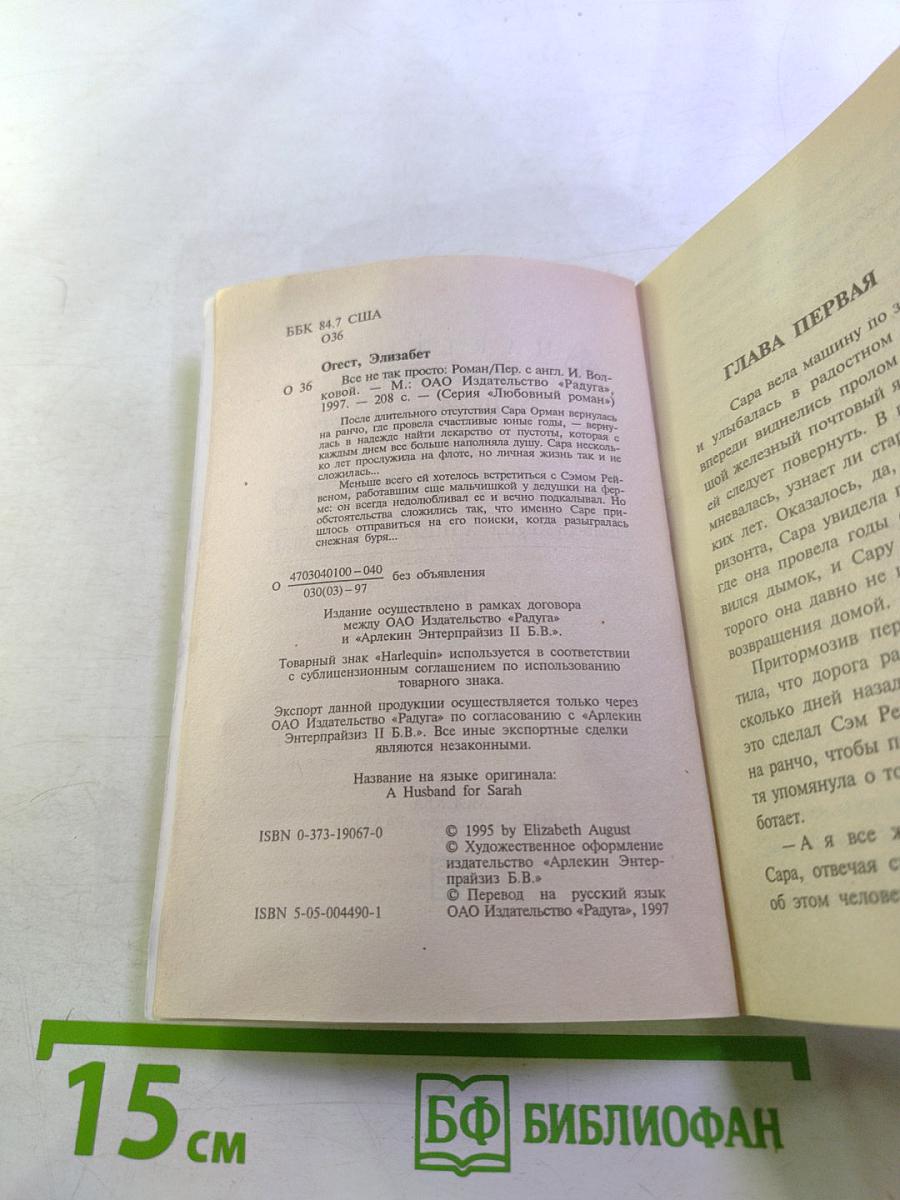 ББК 84.7 США
О36
Огест, Элизабет
О 36
Все не так просто: Роман/Пер. с англ. И. Вол-
ковой. — М.: ОАО Издательство «Радуга»,
1997. — 208 с. — (Серия «Любовный роман»)
После длительного отсутствия Сара Орман вернулась
на ранчо, где провела счастливые юные годы, — верну-
лась в надежде найти лекарство от пустоты, которая с
каждым днем все больше наполняла душу. Сара несколь-
ко лет прослужила на флоте, но личная жизнь так и не
сложилась...
Меньше всего ей хотелось встретиться с Сэмом Рей-
веном, работавшим еще мальчишкой у дедушки на фер-
ме: он всегда недолюбливал ее и вечно подкалывал. Но
обстоятельства сложились так, что именно Саре при-
шлось отправиться на его поиски, когда разыгралась
снежная буря...
О 4703040100–040 без объявления
030(03)–97
Издание осуществлено в рамках договора
между ОАО Издательство «Радуга»
и «Арлекин Энтерпрайзиз II Б.В.».
Товарный знак «Harlequin» используется в соответствии
с сублицензионным соглашением по использованию
товарного знака.
Экспорт данной продукции осуществляется только через
ОАО Издательство «Радуга» по согласованию с «Арлекин
Энтерпрайзиз II Б.В.». Все иные экспортные сделки
являются незаконными.
Название на языке оригинала:
A Husband for Sarah
ISBN 0-373-19067-0
© 1995 by Elizabeth August
© Художественное оформление
издательство «Арлекин Энтер-
прайзиз Б.В.»
© Перевод на русский язык
ОАО Издательство «Радуга», 1997
ISBN 5-05-004490-1
ГЛАВА ПЕРВАЯ
Сара вела машину по
и улыбалась в радостном
впереди виднелись пролом
шой железный почтовый
ей следует повернуть. В
мневалась, узнает ли
ких лет. Оказалось, да,
ризонта, Сара увидела
где она провела годы
вился дымок, и Сару
торого она давно не
возвращения домой.
Притормозив
тила, что дорога
сколько дней назад
это сделал Сэм
на ранчо, чтобы
тя упомянула о
ботает.
—А я все
Сара, отвечая
об этом
15 см
БФ БИБЛИОФАН